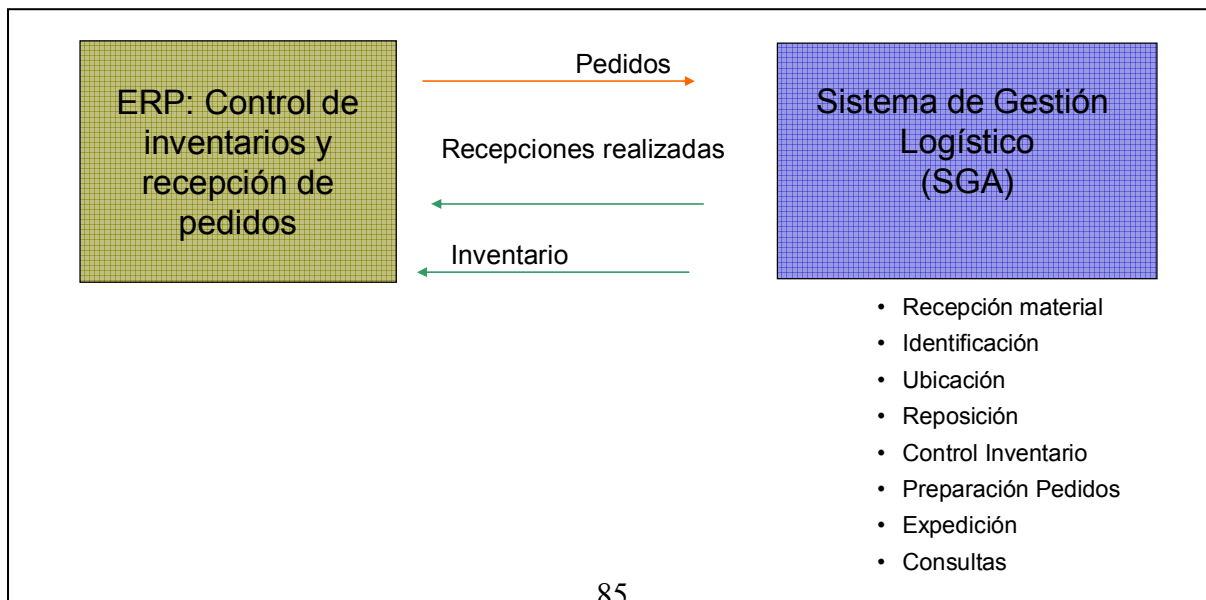 ERP: Control de
inventarios y
recepción de
pedidos
Pedidos
Recepciones realizadas
Inventario
Sistema de Gestión
Logístico
(SGA)
• Recepción material
• Identificación
• Ubicación
• Reposición
• Control Inventario
• Preparación Pedidos
• Expedición
• Consultas
85